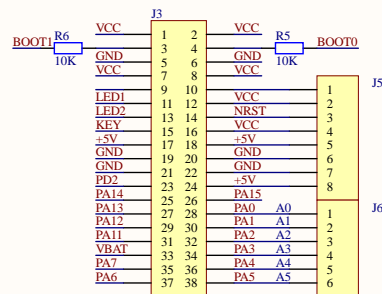 J3
VCC 1 2 VCC
R6 R5
BOOT1 3 4 BOOT0
10K 10K
GND 5 6 GND
VCC 7 8 VCC
J5
9 10 1
LED1 11 12 VCC 2
LED2 13 14 NRST 3
KEY 15 16 VCC 4
+5V 17 18 +5V 5
GND 19 20 GND 6
GND 21 22 GND 7
PD2 23 24 +5V 8
PA14 25 26 PA15
J6
PA13 27 28 PA0 A0 1
PA12 29 30 PA1 A1 2
PA11 31 32 PA2 A2 3
VBAT 33 34 PA3 A3 4
PA7 35 36 PA4 A4 5
PA6 37 38 PA5 A5 6